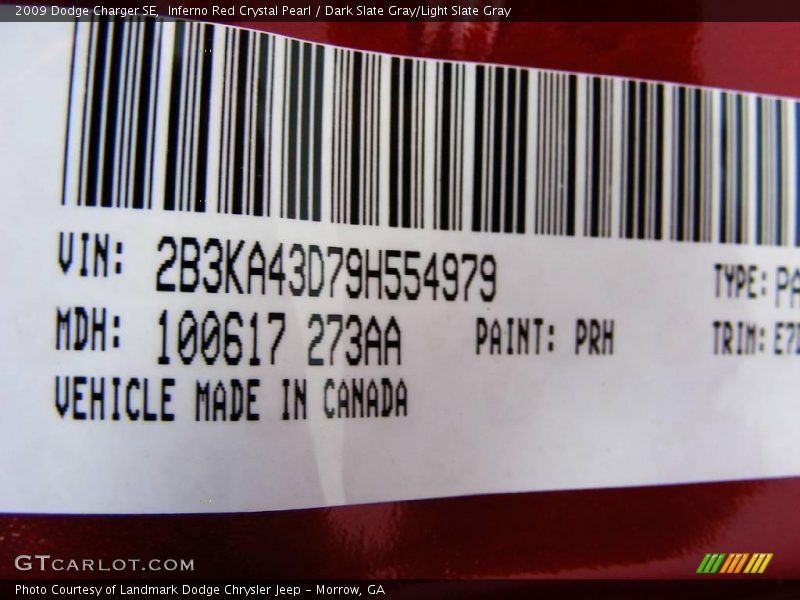 2009 Dodge Charger SE,  Inferno Red Crystal Pearl / Dark Slate Gray/Light Slate Gray
VIN: 2B3KA43D79H554979 TYPE: PA
MDH: 100617 273AA PAINT: PRH TRIM: E7
VEHICLE MADE IN CANADA
GTCARLOT.COM
Photo Courtesy of Landmark Dodge Chrysler Jeep - Morrow, GA